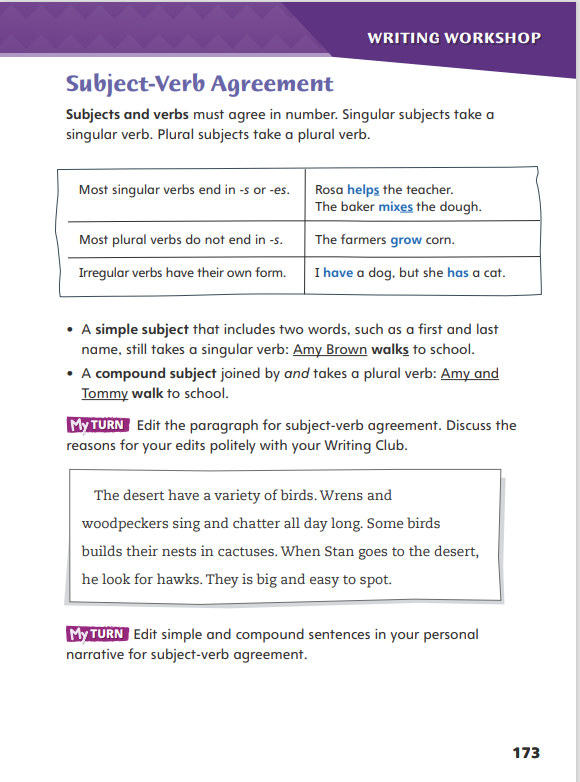 WRITING WORKSHOP
Subject-Verb Agreement
Subjects and verbs must agree in number. Singular subjects take a
singular verb. Plural subjects take a plural verb.
Most singular verbs end in -s or -es.
Rosa helps the teacher.
The baker mixes the dough.
Most plural verbs do not end in -s.
The farmers grow corn.
Irregular verbs have their own form.
I have a dog, but she has a cat.
• A simple subject that includes two words, such as a first and last
name, still takes a singular verb: Amy Brown walks to school.
• A compound subject joined by and takes a plural verb: Amy and
Tommy walk to school.
My TURN Edit the paragraph for subject-verb agreement. Discuss the
reasons for your edits politely with your Writing Club.
The desert have a variety of birds. Wrens and
woodpeckers sing and chatter all day long. Some birds
builds their nests in cactuses. When Stan goes to the desert,
he look for hawks. They is big and easy to spot.
My TURN Edit simple and compound sentences in your personal
narrative for subject-verb agreement.
173